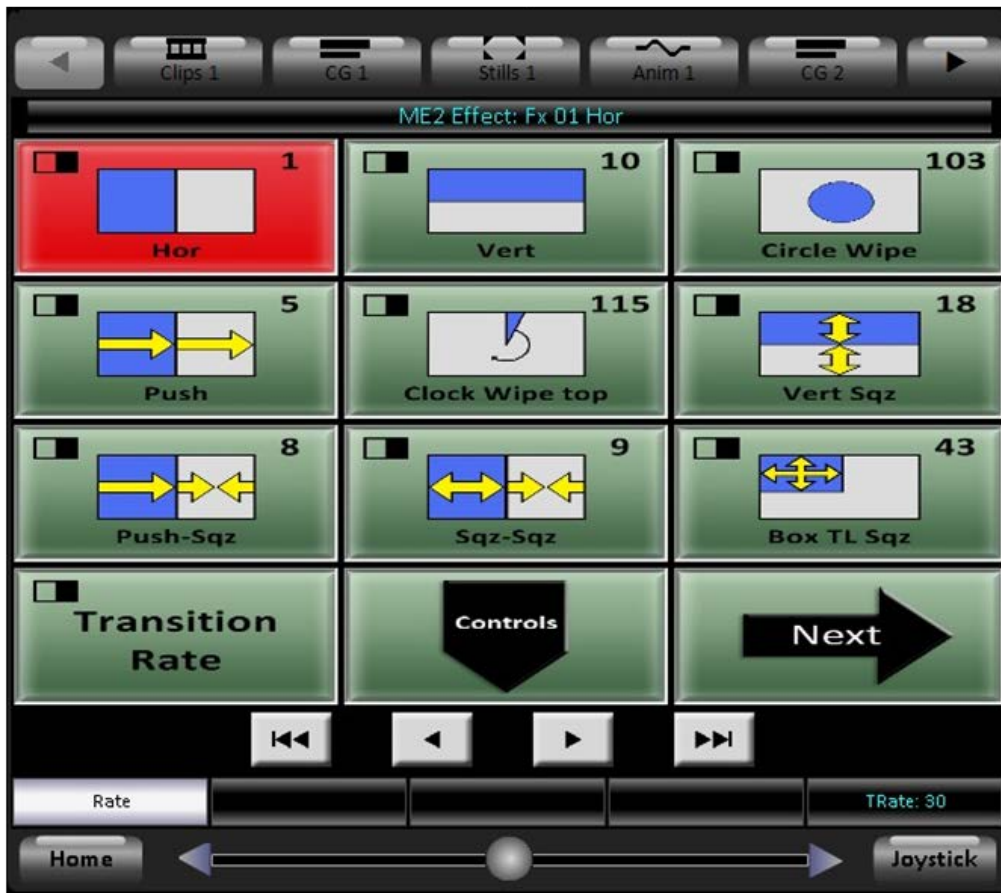 Clips 1
CG 1
Stills 1
Anim 1
CG 2
ME2 Effect: Fx 01 Hor
1
Hor
10
Vert
103
Circle Wipe
5
Push
115
Clock Wipe top
18
Vert Sqz
8
Push-Sqz
9
Sqz-Sqz
43
Box TL Sqz
Transition
Rate
Controls
Next
Rate
TRate: 30
Home
Joystick